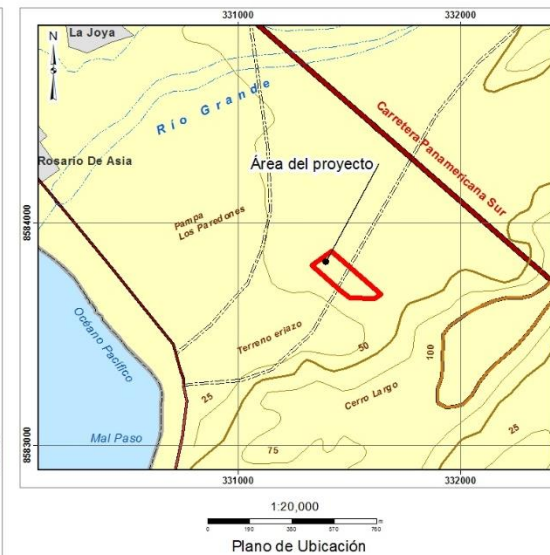 331000
332000
La Joya
N
Río Grande
Carretera Panamericana Sur
Rosario De Asia
Área del proyecto
8584000
Pampa
Los Paredones
Océano Pacífico
Terreno eriazo
50
100
25
Cerro Largo
25
Mal Paso
8583000
75
331000
332000
1:20,000
0 190 380 570 760
m
Plano de Ubicación